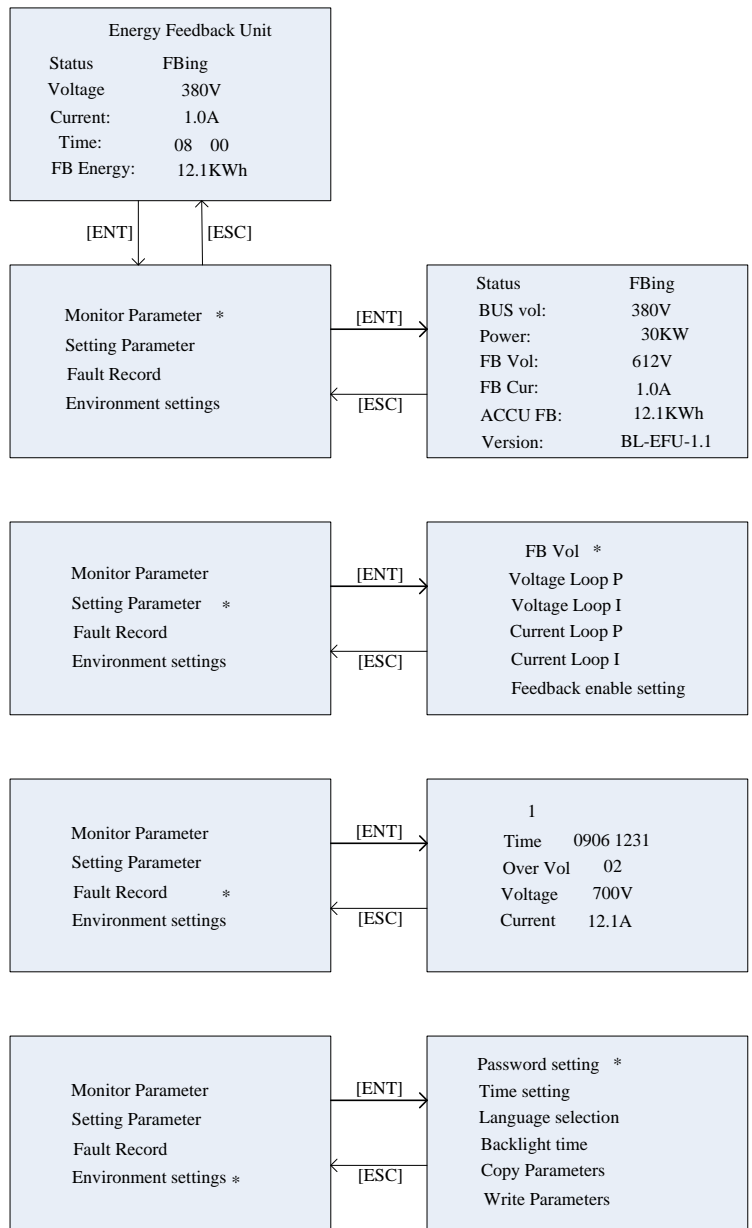 Energy Feedback Unit
Status FBing
Voltage 380V
Current: 1.0A
Time: 08 00
FB Energy: 12.1KWh
[ENT] [ESC]
Monitor Parameter *
Setting Parameter
Fault Record
Environment settings
[ENT]
[ESC]
Status FBing
BUS vol: 380V
Power: 30KW
FB Vol: 612V
FB Cur: 1.0A
ACCU FB: 12.1KWh
Version: BL-EFU-1.1
Monitor Parameter
Setting Parameter *
Fault Record
Environment settings
[ENT]
[ESC]
FB Vol *
Voltage Loop P
Voltage Loop I
Current Loop P
Current Loop I
Feedback enable setting
Monitor Parameter
Setting Parameter
Fault Record *
Environment settings
[ENT]
[ESC]
1
Time 0906 1231
Over Vol 02
Voltage 700V
Current 12.1A
Monitor Parameter
Setting Parameter
Fault Record
Environment settings *
[ENT]
[ESC]
Password setting *
Time setting
Language selection
Backlight time
Copy Parameters
Write Parameters